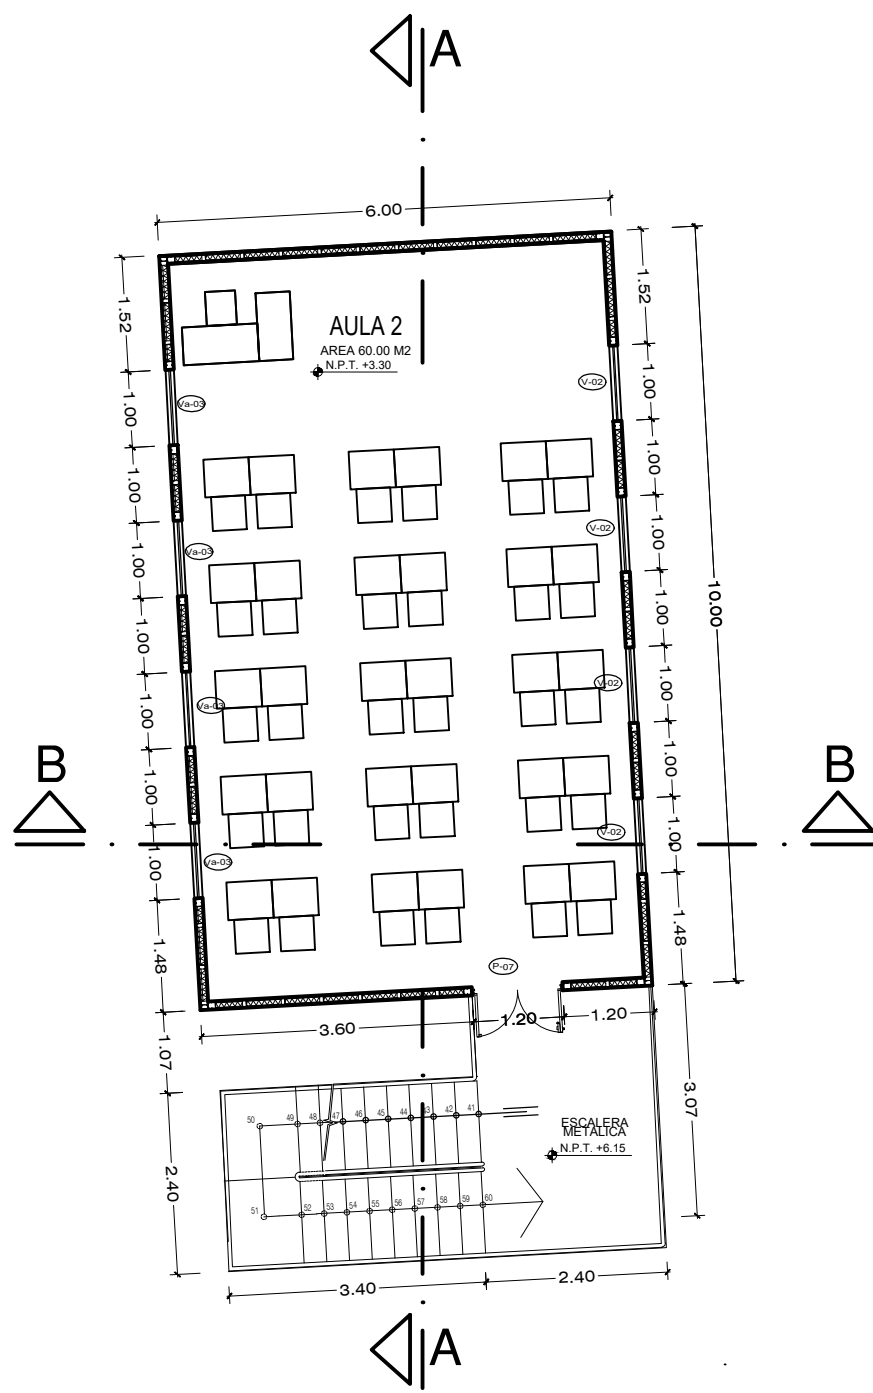 A
6.00
1.52
1.52
AULA 2
AREA 60.00 M2
N.P.T. +3.30
Va-03
V-02
1.00
1.00
1.00
1.00
Va-03
V-02
1.00
1.00
10.00
1.00
1.00
Va-03
V-02
1.00
1.00
B
B
1.00
1.00
V-02
1.00
1.00
Va-03
1.48
1.48
P-07
3.60
1.20
1.20
1.07
3.07
50
49
48
47
46
45
44
43
42
41
ESCALERA
METALICA
N.P.T. +6.15
2.40
51
52
53
54
55
56
57
58
59
60
3.40
2.40
A